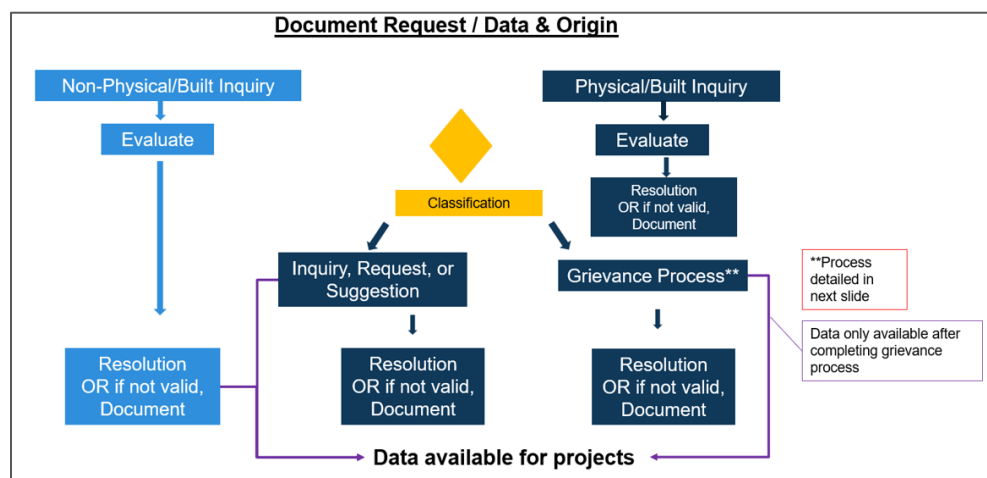 Document Request / Data & Origin
Non-Physical/Built Inquiry
Evaluate
Resolution
OR if not valid,
Document
Classification
Inquiry, Request, or
Suggestion
Resolution
OR if not valid,
Document
Physical/Built Inquiry
Evaluate
Resolution
OR if not valid,
Document
Grievance Process**
Resolution
OR if not valid,
Document
**Process
detailed in
next slide
Data only available after
completing grievance
process
Data available for projects